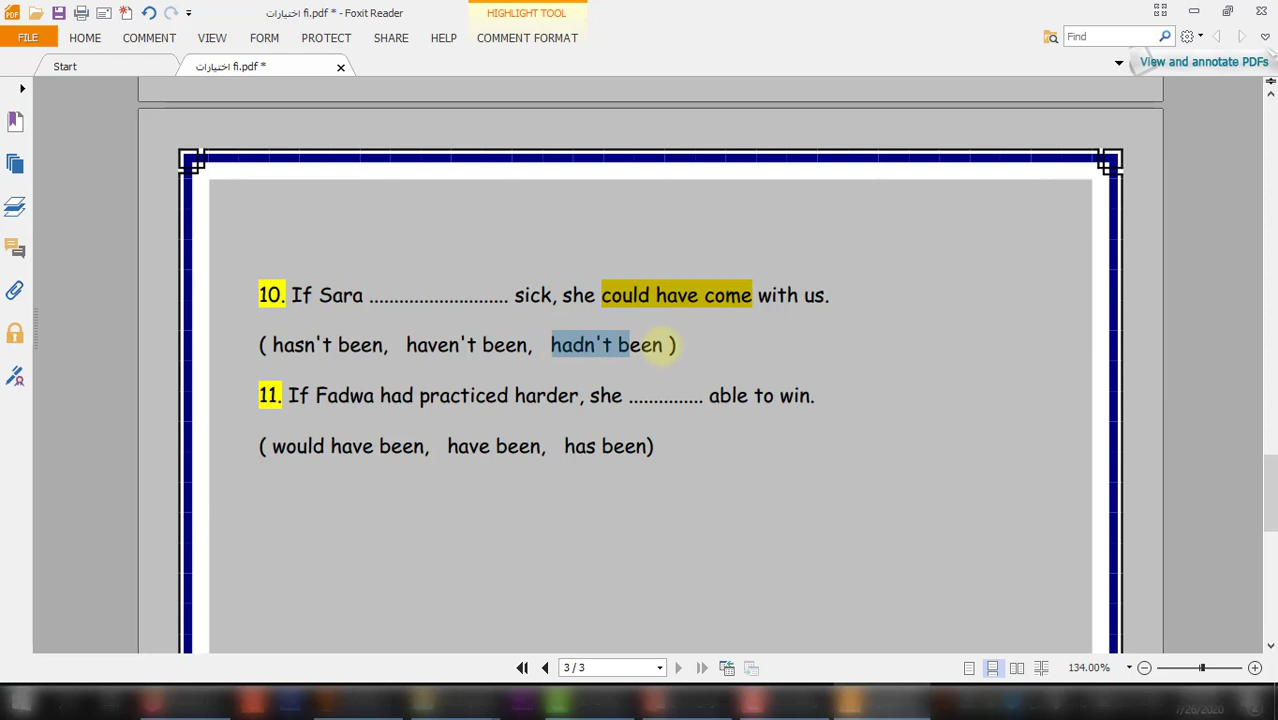 اختيارات fi.pdf * - Foxit Reader
HIGHLIGHT TOOL
FILE HOME COMMENT VIEW FORM PROTECT SHARE HELP COMMENT FORMAT
Find
Start
اختيارات fi.pdf *
View and annotate PDFs
10. If Sara ............................ sick, she could have come with us.
( hasn't been, haven't been, hadn't been )
11. If Fadwa had practiced harder, she ............... able to win.
( would have been, have been, has been)
3 / 3
134.00%
7/26/2020